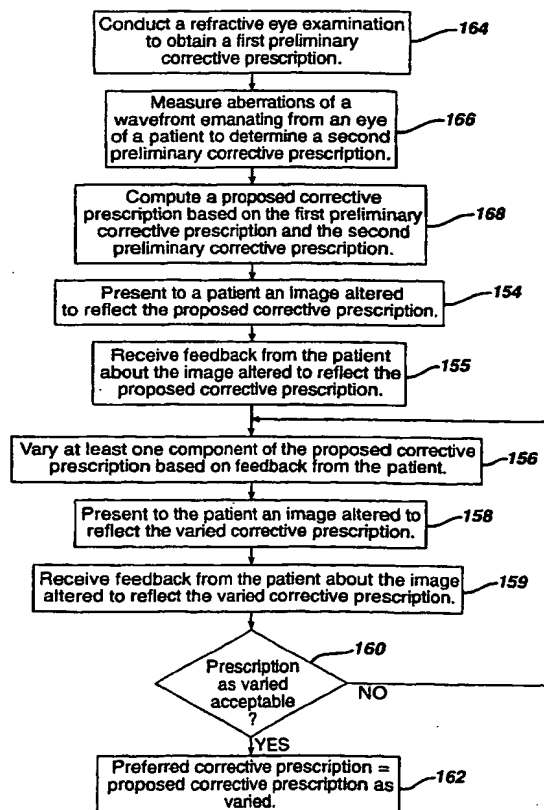 Conduct a refractive eye examination
to obtain a first preliminary
corrective prescription.
164
Measure aberrations of a
wavefront emanating from an eye
of a patient to determine a second
preliminary corrective prescription.
166
Compute a proposed corrective
prescription based on the first preliminary
corrective prescription and the second
preliminary corrective prescription.
168
Present to a patient an image altered
to reflect the proposed corrective prescription.
154
Receive feedback from the patient
about the image altered to reflect the
proposed corrective prescription.
155
Vary at least one component of the proposed corrective
prescription based on feedback from the patient.
156
Present to the patient an image altered to
reflect the varied corrective prescription.
158
Receive feedback from the patient about the image
altered to reflect the varied corrective prescription.
159
160
Prescription
as varied
acceptable
?
NO
YES
Preferred corrective prescription =
proposed corrective prescription as
varied.
162